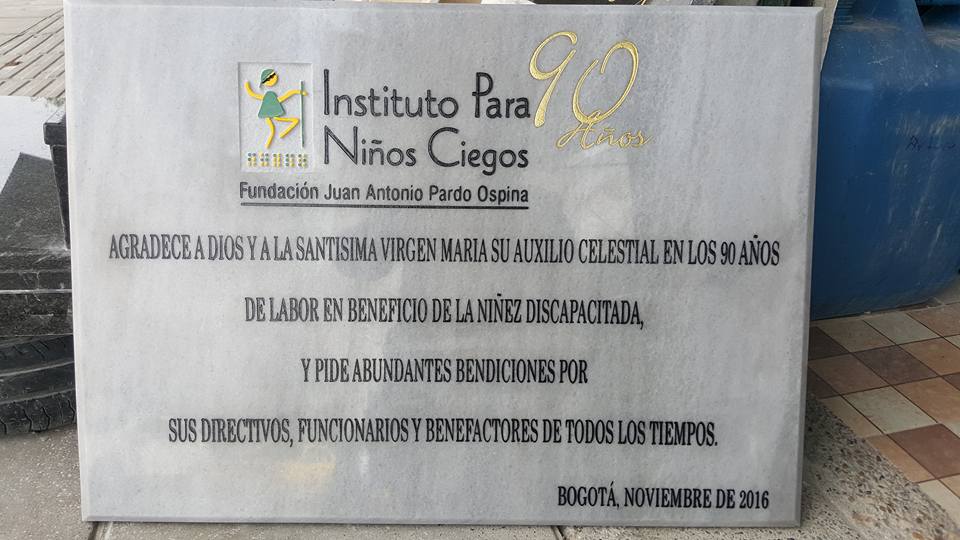 Instituto Para
Niños Ciegos
90
Años
Fundación Juan Antonio Pardo Ospina
AGRADECE A DIOS Y A LA SANTISIMA VIRGEN MARIA SU AUXILIO CELESTIAL EN LOS 90 AÑOS
DE LABOR EN BENEFICIO DE LA NIÑEZ DISCAPACITADA,
Y PIDE ABUNDANTES BENDICIONES POR
SUS DIRECTIVOS, FUNCIONARIOS Y BENEFACTORES DE TODOS LOS TIEMPOS.
BOGOTÁ, NOVIEMBRE DE 2016